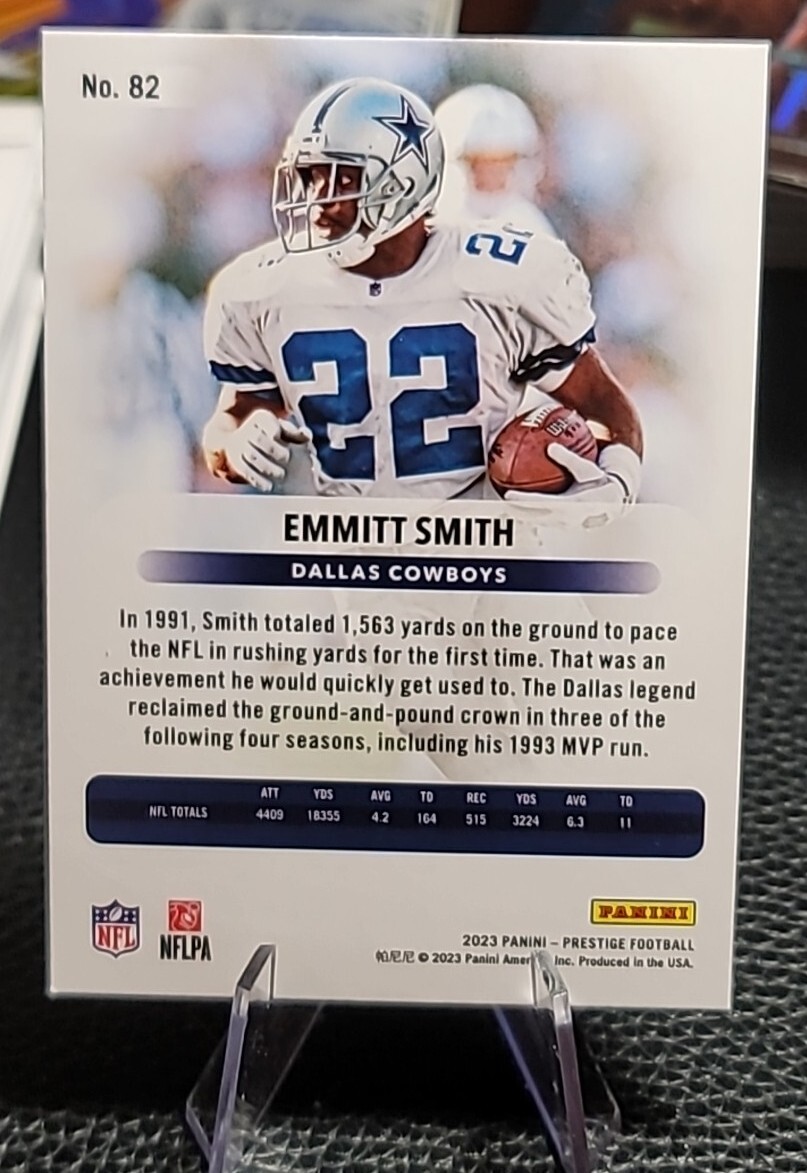 No. 82
22
22
EMMITT SMITH
DALLAS COWBOYS
In 1991, Smith totaled 1,563 yards on the ground to pace
the NFL in rushing yards for the first time. That was an
achievement he would quickly get used to. The Dallas legend
reclaimed the ground-and-pound crown in three of the
following four seasons, including his 1993 MVP run.
ATT YDS AVG TD REC YDS AVG TD
NFL TOTALS 4409 18355 4.2 164 515 3224 6.3 11
NFL
NFLPA
PANINI
2023 PANINI – PRESTIGE FOOTBALL
帕尼尼 © 2023 Panini Inc. Produced in the USA.